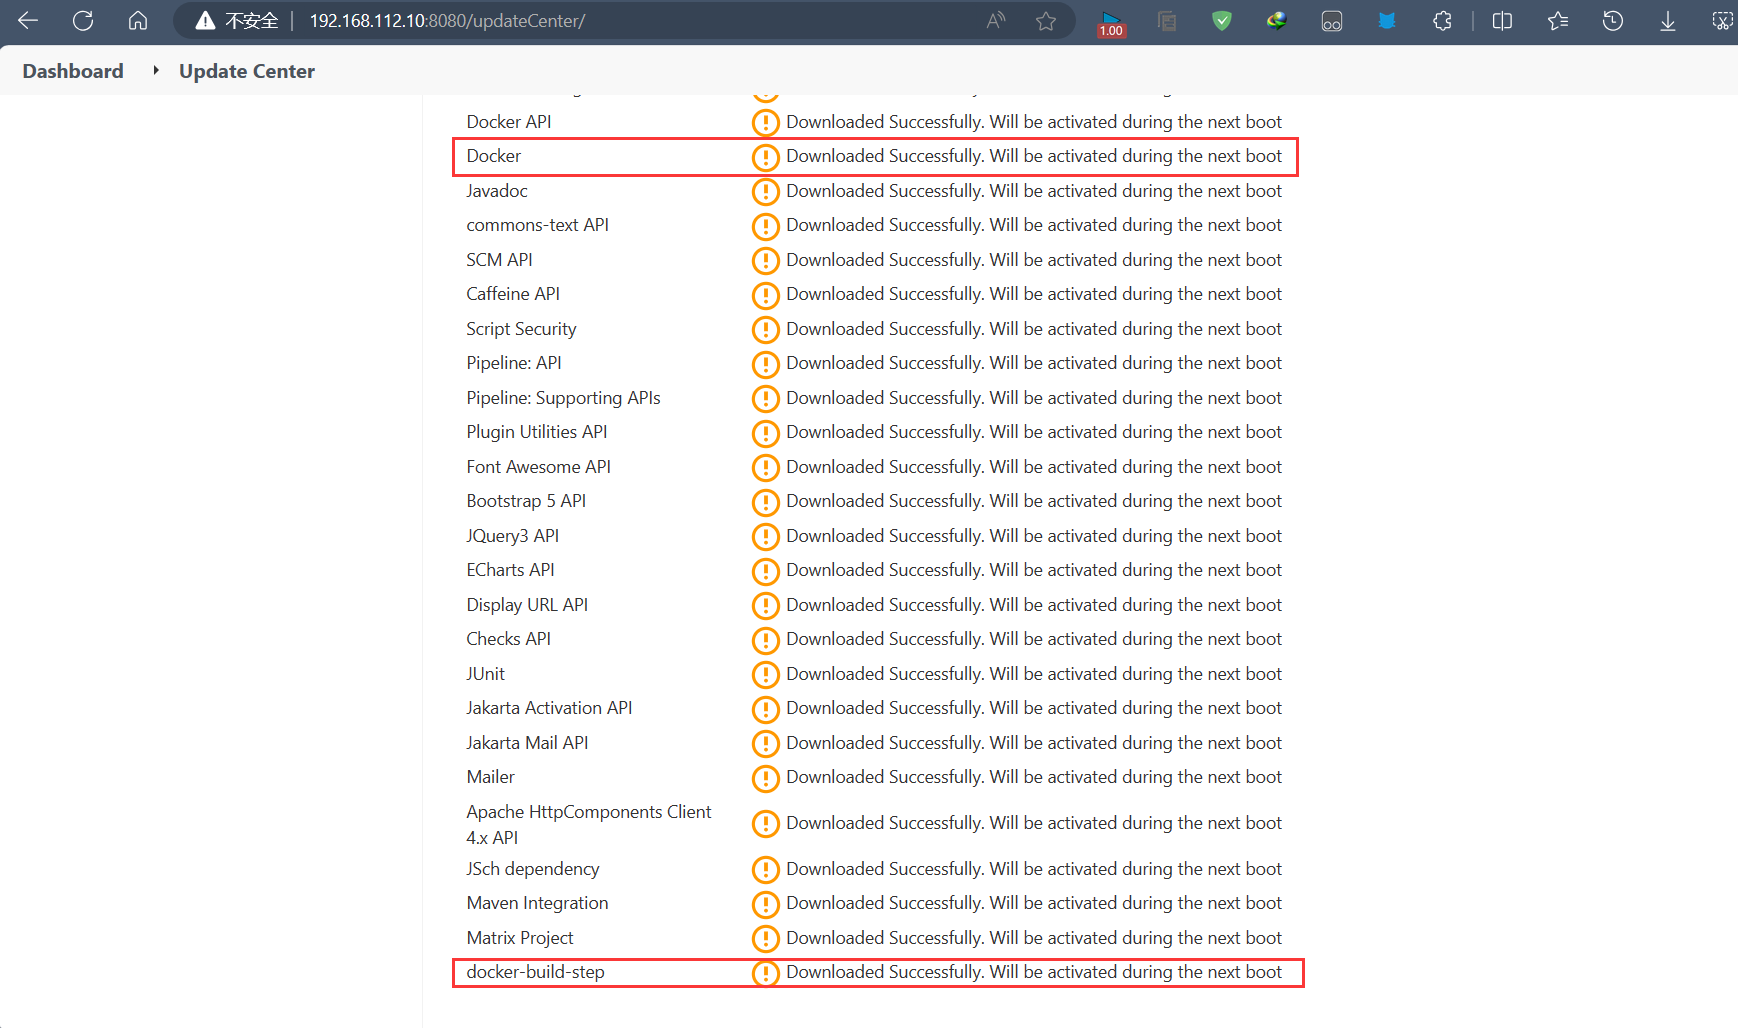 不安全 192.168.112.10:8080/updateCenter/
1.00
Dashboard Update Center
Docker API Downloaded Successfully. Will be activated during the next boot
Docker Downloaded Successfully. Will be activated during the next boot
Javadoc Downloaded Successfully. Will be activated during the next boot
commons-text API Downloaded Successfully. Will be activated during the next boot
SCM API Downloaded Successfully. Will be activated during the next boot
Caffeine API Downloaded Successfully. Will be activated during the next boot
Script Security Downloaded Successfully. Will be activated during the next boot
Pipeline: API Downloaded Successfully. Will be activated during the next boot
Pipeline: Supporting APIs Downloaded Successfully. Will be activated during the next boot
Plugin Utilities API Downloaded Successfully. Will be activated during the next boot
Font Awesome API Downloaded Successfully. Will be activated during the next boot
Bootstrap 5 API Downloaded Successfully. Will be activated during the next boot
JQuery3 API Downloaded Successfully. Will be activated during the next boot
ECharts API Downloaded Successfully. Will be activated during the next boot
Display URL API Downloaded Successfully. Will be activated during the next boot
Checks API Downloaded Successfully. Will be activated during the next boot
JUnit Downloaded Successfully. Will be activated during the next boot
Jakarta Activation API Downloaded Successfully. Will be activated during the next boot
Jakarta Mail API Downloaded Successfully. Will be activated during the next boot
Mailer Downloaded Successfully. Will be activated during the next boot
Apache HttpComponents Client
4.x API Downloaded Successfully. Will be activated during the next boot
JSch dependency Downloaded Successfully. Will be activated during the next boot
Maven Integration Downloaded Successfully. Will be activated during the next boot
Matrix Project Downloaded Successfully. Will be activated during the next boot
docker-build-step Downloaded Successfully. Will be activated during the next boot